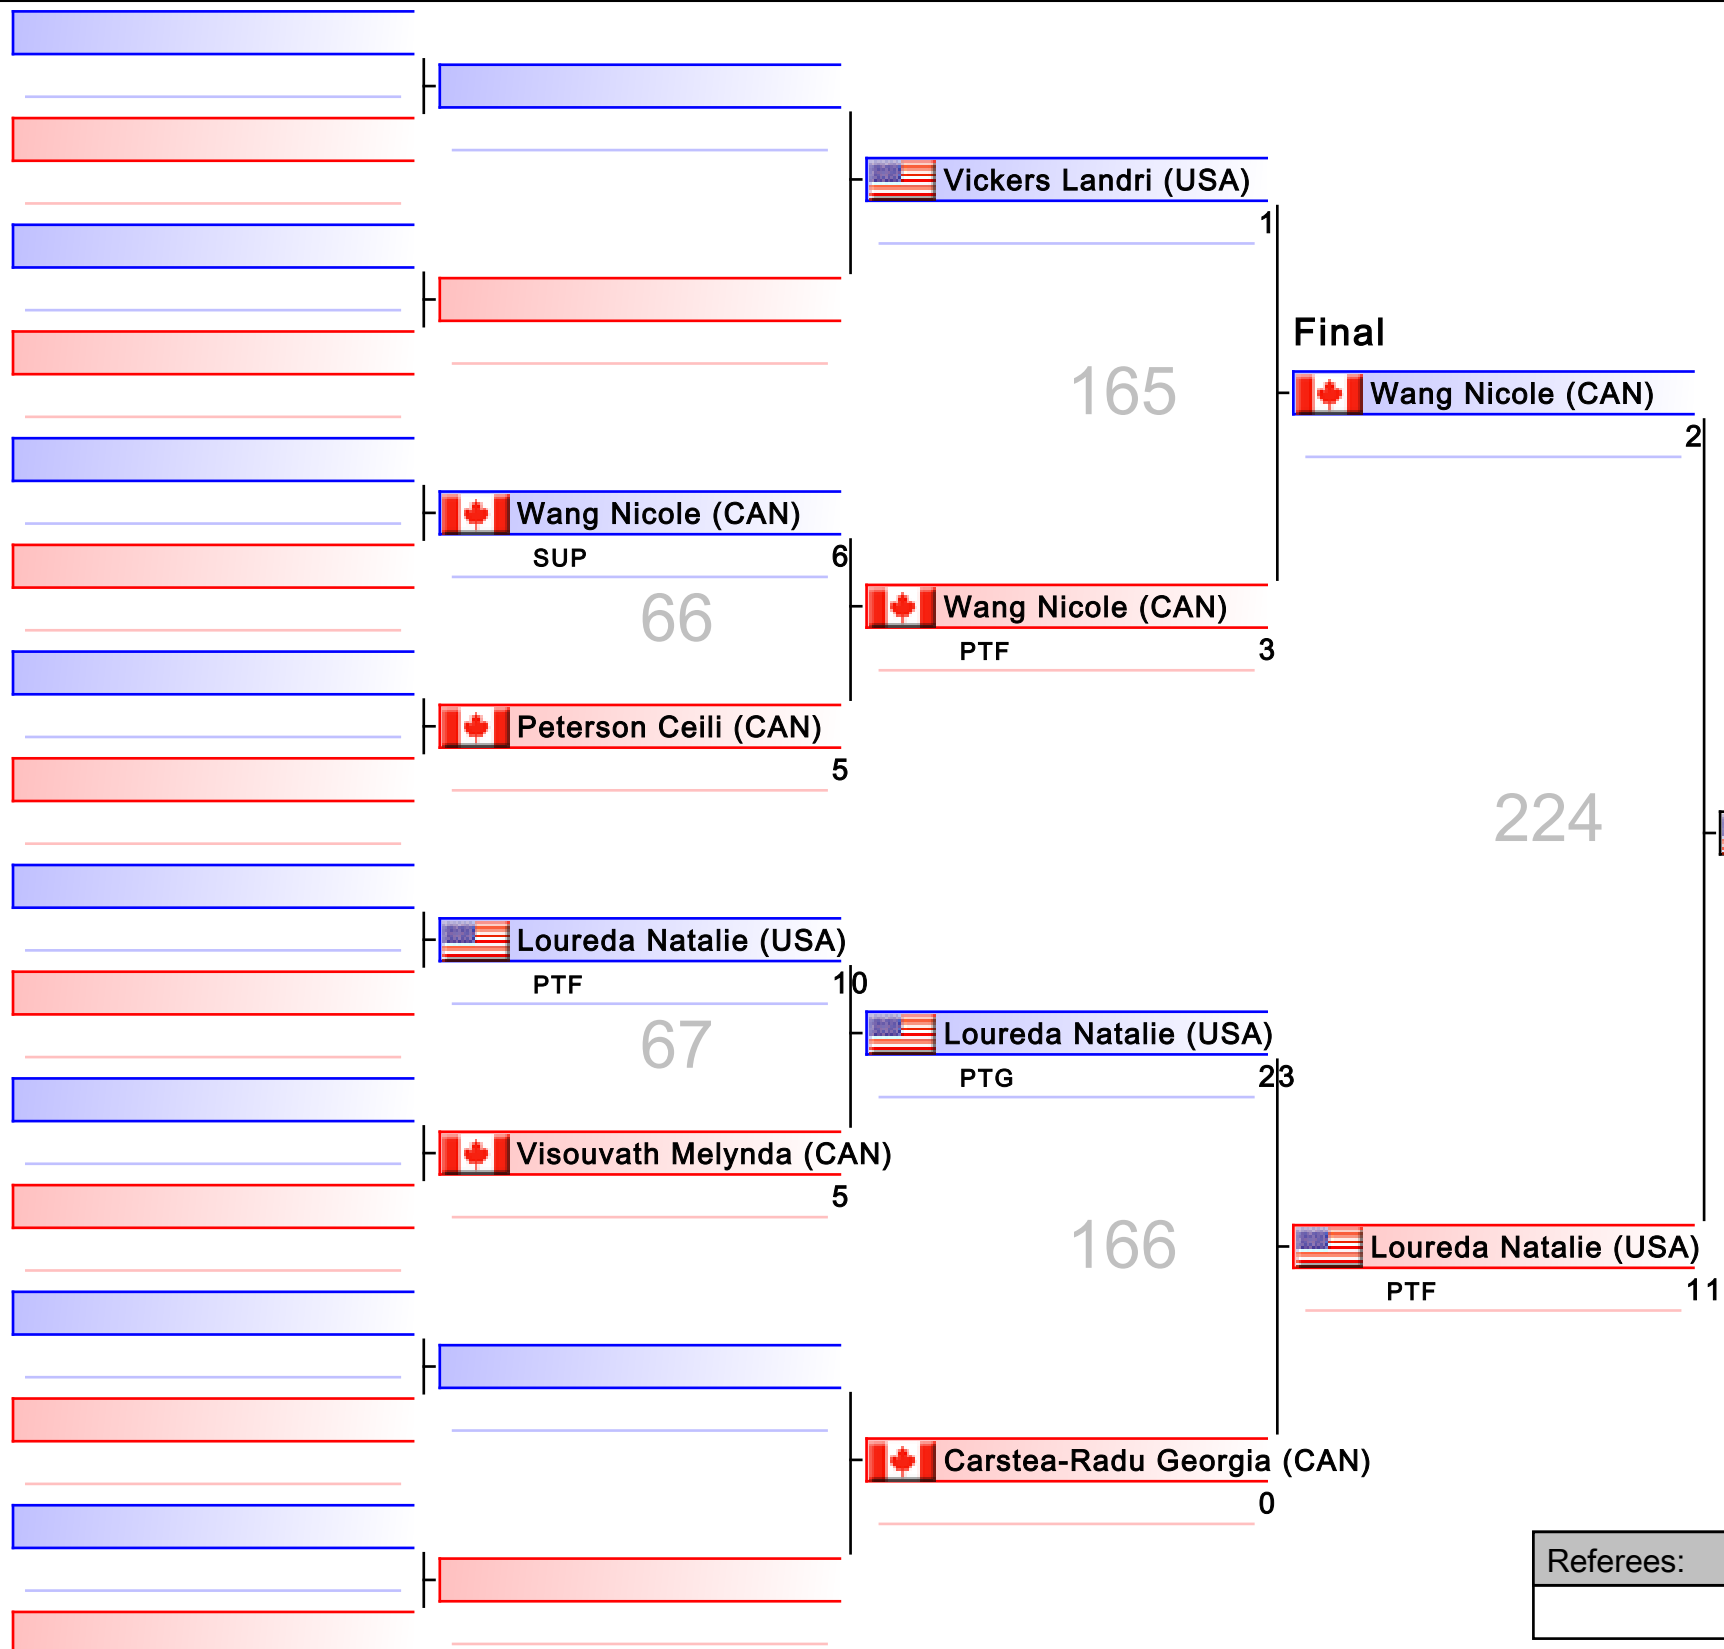 Vickers Landri (USA)
1
165
Final
Wang Nicole (CAN)
2
Wang Nicole (CAN)
SUP
6
66
Wang Nicole (CAN)
PTF
3
Peterson Ceili (CAN)
5
224
Loureda Natalie (USA)
PTF
10
67
Loureda Natalie (USA)
PTG
23
Visouvath Melynda (CAN)
5
166
Loureda Natalie (USA)
PTF
11
Carstea-Radu Georgia (CAN)
0
Referees: